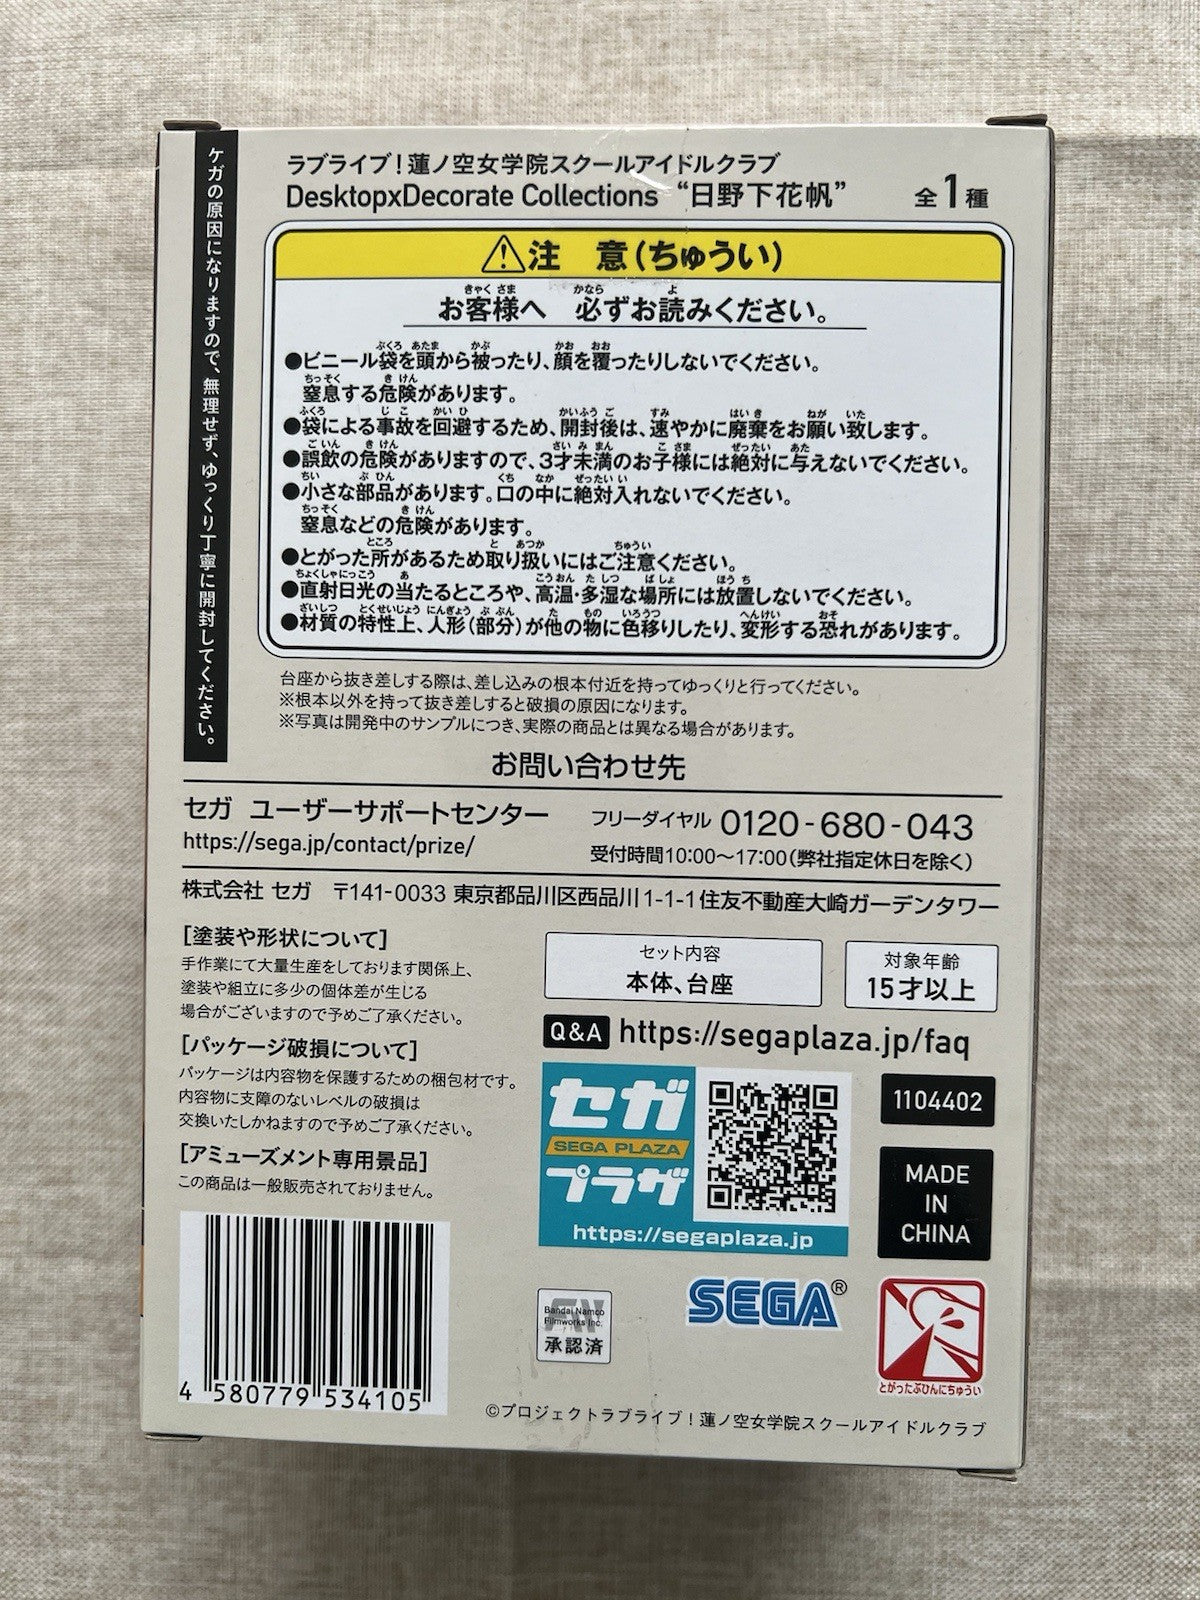 ケガの原因になりますので、無理せず、ゆっくり丁寧に開封してください。
ラブライブ！蓮ノ空女学院スクールアイドルクラブ
DesktopxDecorate Collections “日野下花帆” 全1種
注 意(ちゅうい)
お客様へ 必ずお読みください。
●ビニール袋を頭から被ったり、顔を覆ったりしないでください。
窒息する危険があります。
●袋による事故を回避するため、開封後は、速やかに廃棄をお願い致します。
●誤飲の危険がありますので、3才未満のお子様には絶対に与えないでください。
●小さな部品があります。口の中に絶対入れないでください。
窒息などの危険があります。
●とがった所があるため取り扱いにはご注意ください。
●直射日光の当たるところや、高温・多湿な場所には放置しないでください。
●材質の特性上、人形(部分)が他の物に色移りしたり、変形する恐れがあります。
台座から抜き差しする際は、差し込みの根本付近を持ってゆっくりと行ってください。
※根本以外を持って抜き差しすると破損の原因になります。
※写真は開発中のサンプルにつき、実際の商品とは異なる場合があります。
お問い合わせ先
セガ ユーザーサポートセンター
https://sega.jp/contact/prize/
フリーダイヤル 0120-680-043
受付時間10:00〜17:00(弊社指定休日を除く)
株式会社 セガ 〒141-0033 東京都品川区西品川1-1-1住友不動産大崎ガーデンタワー
[塗装や形状について]
手作業にて大量生産をしております関係上、
塗装や組立に多少の個体差が生じる
場合がございますので予めご了承ください。
[パッケージ破損について]
パッケージは内容物を保護するための梱包材です。
内容物に支障のないレベルの破損は
交換いたしかねますので予めご了承ください。
[アミューズメント専用景品]
この商品は一般販売されておりません。
セット内容
本体、台座
対象年齢
15才以上
Q&A https://segaplaza.jp/faq
セガ
SEGA PLAZA
プラザ
https://segaplaza.jp
1104402
MADE
IN
CHINA
4 580779 534105
Bandai Namco
Filmworks Inc.
承認済
SEGA®
とがったぶひんにちゅうい
©プロジェクトラブライブ！蓮ノ空女学院スクールアイドルクラブ